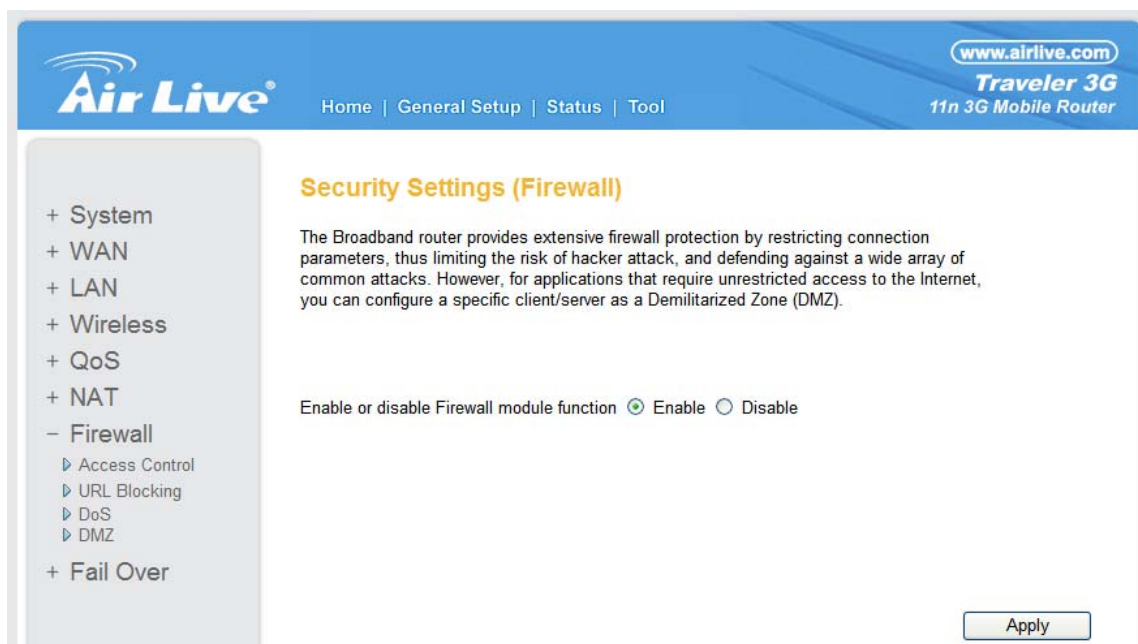 www.airlive.com
Air Live®
Traveler 3G
Home | General Setup | Status | Tool
11n 3G Mobile Router
+ System
+ WAN
+ LAN
+ Wireless
+ QoS
+ NAT
− Firewall
Access Control
URL Blocking
DoS
DMZ
+ Fail Over
Security Settings (Firewall)
The Broadband router provides extensive firewall protection by restricting connection
parameters, thus limiting the risk of hacker attack, and defending against a wide array of
common attacks. However, for applications that require unrestricted access to the Internet,
you can configure a specific client/server as a Demilitarized Zone (DMZ).
Enable or disable Firewall module function Enable Disable
Apply